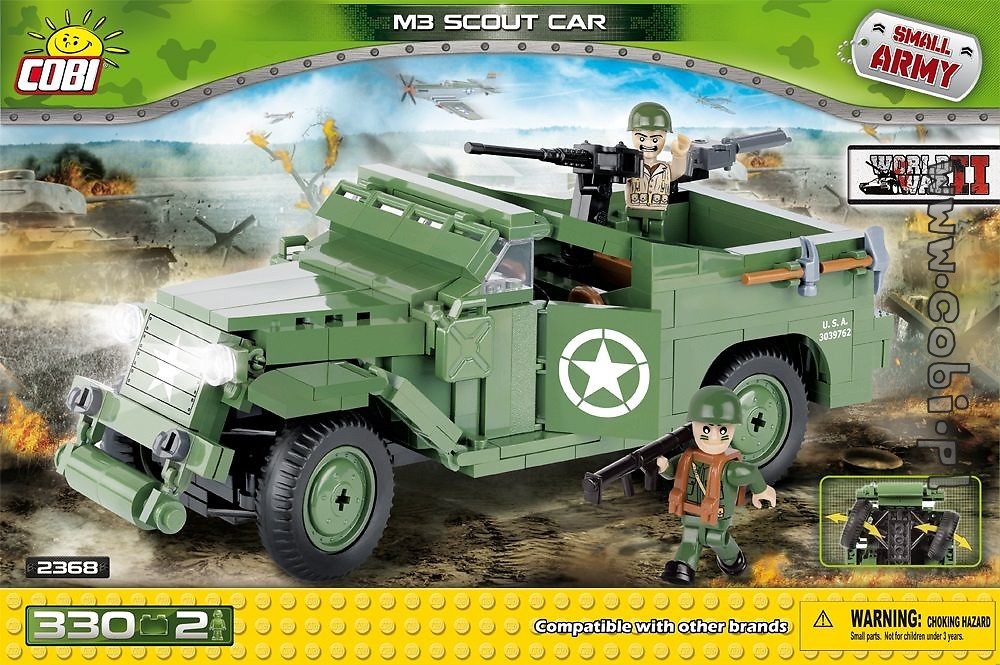 M3 SCOUT CAR
COBI
SMALL
ARMY
WORLD
WAR II
www.cobi.pl
U.S.A.
3039762
2368
330 2
Compatible with other brands
WARNING: CHOKING HAZARD
Small parts. Not for children under 3 years.